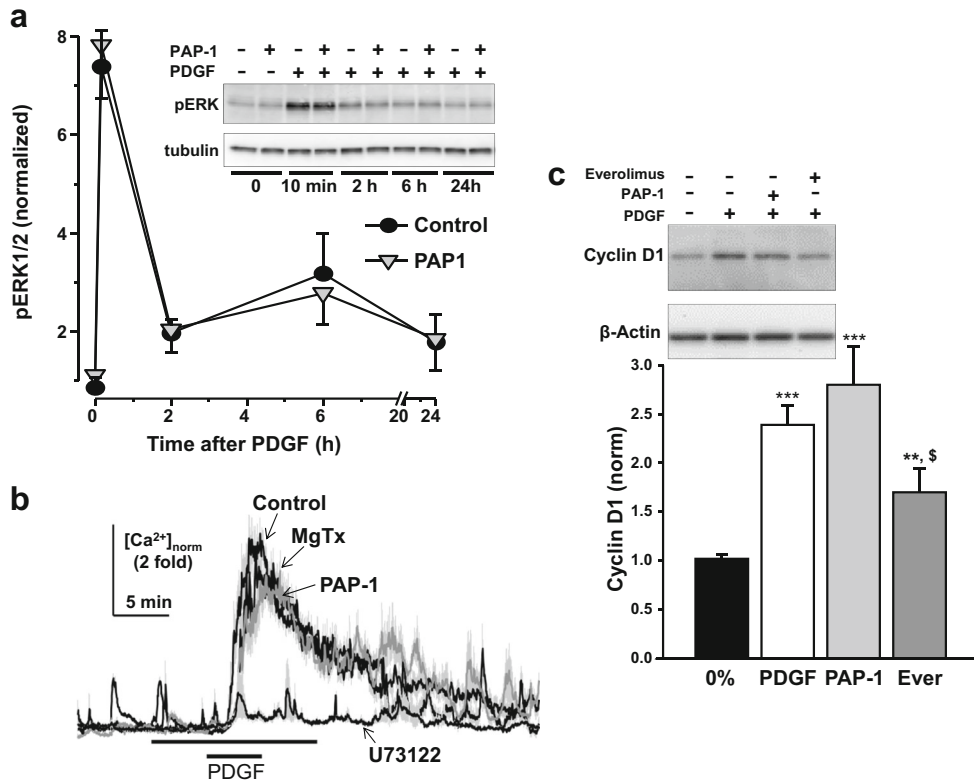 a
8
6
4
2
pERK1/2 (normalized)
0 2 6 20 24
Time after PDGF (h)
PAP-1 - + - + - + - + - +
PDGF - - + + + + + + + +
pERK
tubulin
0 10 min 2 h 6 h 24h
Control
PAP1
b
[Ca²⁺]norm
(2 fold)
5 min
Control
MgTx
PAP-1
U73122
PDGF
c
Everolimus - - - +
PAP-1 - - + -
PDGF - + + +
Cyclin D1
β-Actin
3.0
2.5
2.0
1.5
1.0
0.5
0.0
Cyclin D1 (norm)
***
***
**, $
0% PDGF PAP-1 Ever